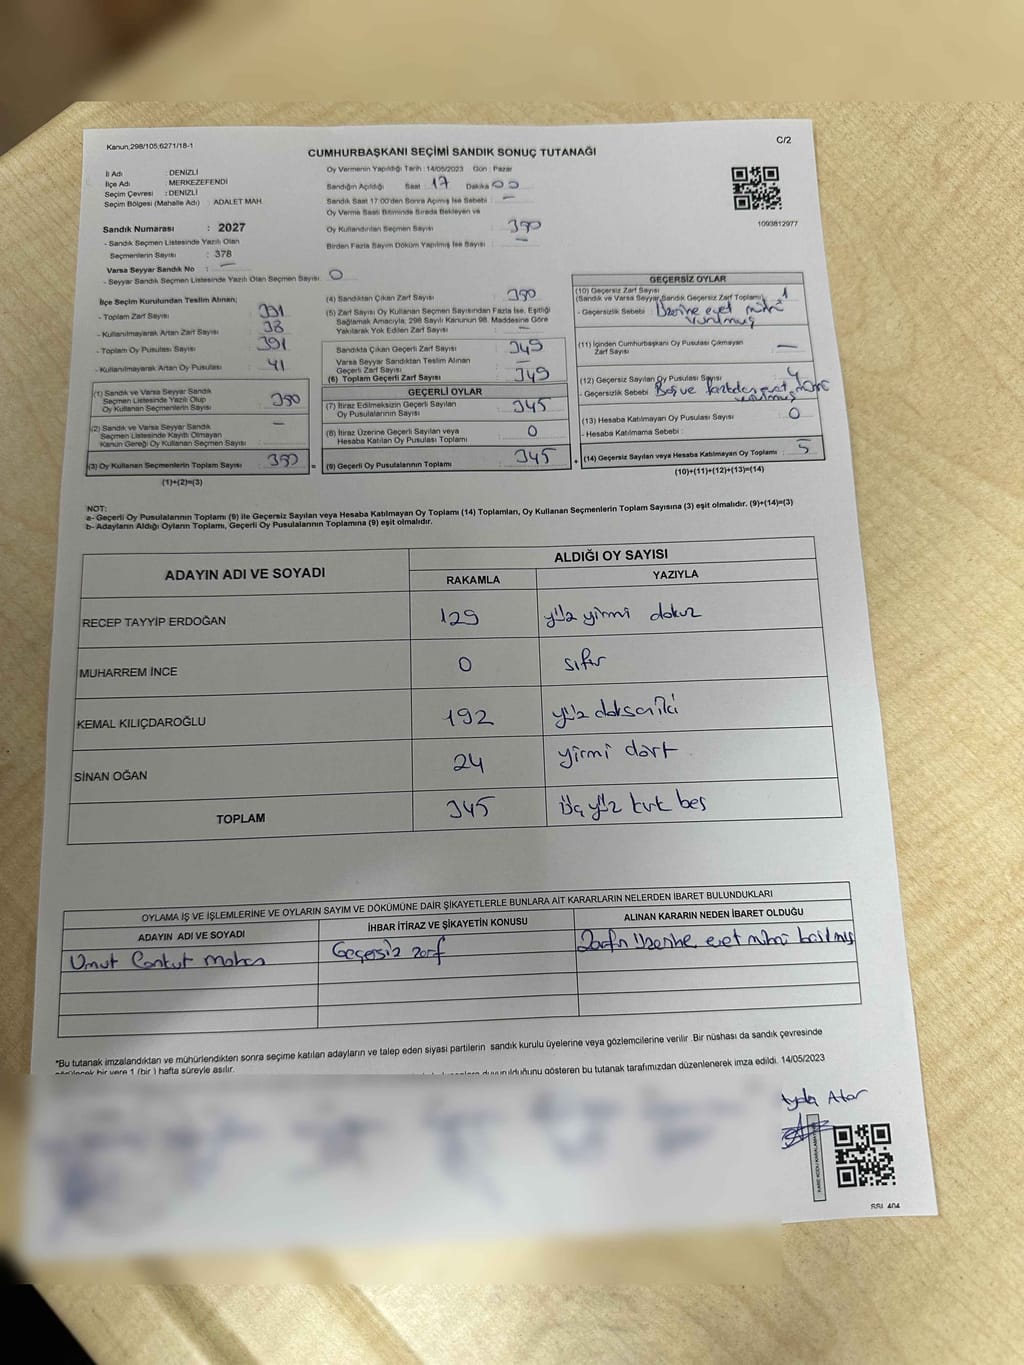 Kanun,298/105;6271/18-1
C/2
CUMHURBAŞKANI SEÇİMİ SANDIK SONUÇ TUTANAĞI
İl Adı : DENİZLİ
İlçe Adı : MERKEZEFENDİ
Seçim Çevresi : DENİZLİ
Seçim Bölgesi (Mahalle Adı) : ADALET MAH.
Sandık Numarası : 2027
- Sandık Seçmen Listesinde Yazılı Olan
Seçmenlerin Sayısı : 378
Varsa Seyyar Sandık No : —
- Seyyar Sandık Seçmen Listesinde Yazılı Olan Seçmen Sayısı : 0
Oy Vermenin Yapıldığı Tarih : 14/05/2023 Gün : Pazar
Sandığın Açıldığı Saat : 17 Dakika 00
Sandık Saat 17:00'den Sonra Açımış İse Sebebi : —
Oy Verme Saati Bitiminde Sırada Bekleyen ve
Oy Kullandırılan Seçmen Sayısı : 350
Birden Fazla Sayım Döküm Yapılmış İse Sayısı : —
1093812977
İlçe Seçim Kurulundan Teslim Alınan;
- Toplam Zarf Sayısı : 391
- Kullanılmayarak Artan Zarf Sayısı : 38
- Toplam Oy Pusulası Sayısı : 391
- Kullanılmayarak Artan Oy Pusulası : 41
(1) Sandık ve Varsa Seyyar Sandık
Seçmen Listesinde Yazılı Olup
Oy Kullanan Seçmenlerin Sayısı : 350
(2) Sandık ve Varsa Seyyar Sandık
Seçmen Listesinde Kayıtlı Olmayan
Kanun Gereği Oy Kullanan Seçmen Sayısı : —
(3) Oy Kullanan Seçmenlerin Toplam Sayısı : 350
(1)+(2)=(3)
(4) Sandıktan Çıkan Zarf Sayısı : 350
(5) Zarf Sayısı Oy Kullanan Seçmen Sayısından Fazla İse, Eşitliği
Sağlamak Amacıyla, 298 Sayılı Kanunun 98. Maddesine Göre
Yakılarak Yok Edilen Zarf Sayısı : —
Sandıkta Çıkan Geçerli Zarf Sayısı : 349
Varsa Seyyar Sandıktan Teslim Alınan
Geçerli Zarf Sayısı : —
(6) Toplam Geçerli Zarf Sayısı : 349
GEÇERLİ OYLAR
(7) İtiraz Edilmeksizin Geçerli Sayılan
Oy Pusulalarının Sayısı : 345
(8) İtiraz Üzerine Geçerli Sayılan veya
Hesaba Katılan Oy Pusulası Toplamı : 0
= (9) Geçerli Oy Pusulalarının Toplamı : 345
GEÇERSİZ OYLAR
(10) Geçersiz Zarf Sayısı
(Sandık ve Varsa Seyyar Sandık Geçersiz Zarf Toplamı) : 1
- Geçersizlik Sebebi : Üzerine evet mührü
vurulmuş
(11) İçinden Cumhurbaşkanı Oy Pusulası Çıkmayan
Zarf Sayısı : —
(12) Geçersiz Sayılan Oy Pusulası Sayısı : 4
- Geçersizlik Sebebi : Boş ve fazladan evet
vurulmuş
(13) Hesaba Katılmayan Oy Pusulası Sayısı : 0
- Hesaba Katılmama Sebebi :
+ (14) Geçersiz Sayılan veya Hesaba Katılmayan Oy Toplamı : 5
(10)+(11)+(12)+(13)=(14)
NOT:
a- Geçerli Oy Pusulalarının Toplamı (9) ile Geçersiz Sayılan veya Hesaba Katılmayan Oy Toplamı (14) Toplamları, Oy Kullanan Seçmenlerin Toplam Sayısına (3) eşit olmalıdır. (9)+(14)=(3)
b- Adayların Aldığı Oyların Toplamı, Geçerli Oy Pusulalarının Toplamına (9) eşit olmalıdır.
ADAYIN ADI VE SOYADI
ALDIĞI OY SAYISI
RAKAMLA YAZIYLA
RECEP TAYYİP ERDOĞAN 129 yüz yirmi dokuz
MUHARREM İNCE 0 sıfır
KEMAL KILIÇDAROĞLU 192 yüz doksan iki
SİNAN OĞAN 24 yirmi dört
TOPLAM 345 üç yüz kırk beş
OYLAMA İŞ VE İŞLEMLERİNE VE OYLARIN SAYIM VE DÖKÜMÜNE DAİR ŞİKAYETLERLE BUNLARA AİT KARARLARIN NELERDEN İBARET BULUNDUKLARI
ADAYIN ADI VE SOYADI İHBAR İTİRAZ VE ŞİKAYETİN KONUSU ALINAN KARARIN NEDEN İBARET OLDUĞU
Umut Geçersiz zarf Zarfın üzerine evet mührü basılmış
*Bu tutanak imzalandıktan ve mühürlendikten sonra seçime katılan adayların ve talep eden siyasi partilerin sandık kurulu üyelerine veya gözlemcilerine verilir .Bir nüshası da sandık çevresinde
görülecek bir yere 1 (bir ) hafta süreyle asılır.
duyurulduğunu gösteren bu tutanak tarafımızdan düzenlenerek imza edildi. 14/05/2023
Ayda Atar
SSI 404